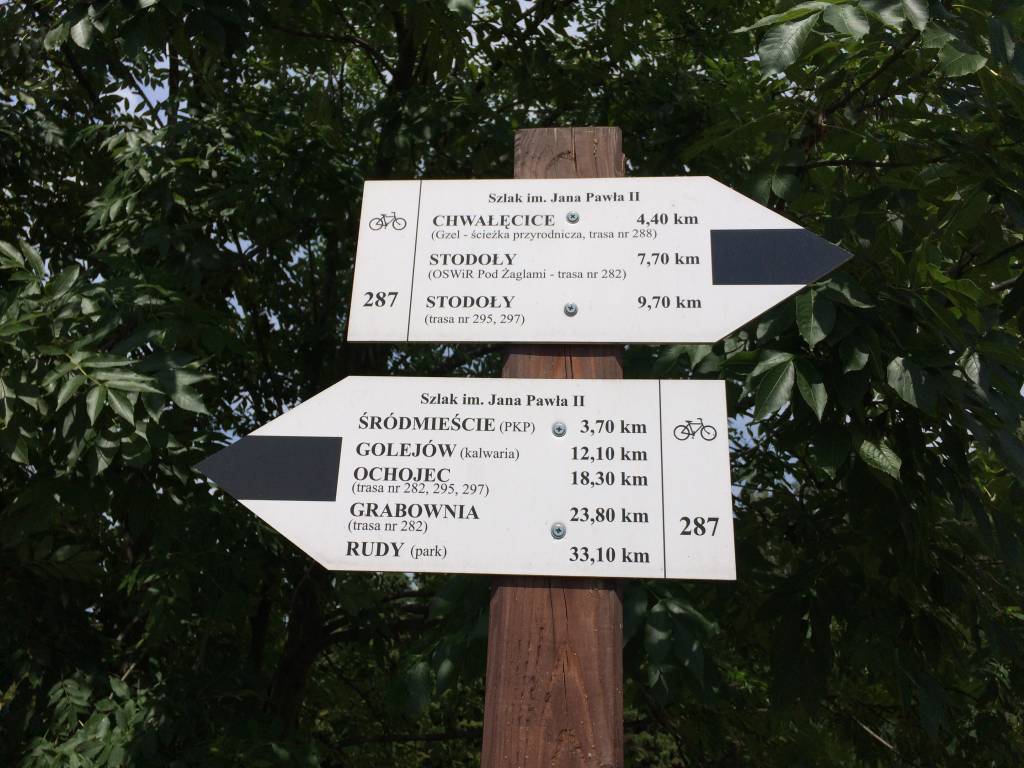 Szlak im. Jana Pawła II
CHWAŁĘCICE 4,40 km
(Gzel - ścieżka przyrodnicza, trasa nr 288)
STODOŁY 7,70 km
(OSWiR Pod Żaglami - trasa nr 282)
287 STODOŁY 9,70 km
(trasa nr 295, 297)
Szlak im. Jana Pawła II
ŚRÓDMIEŚCIE (PKP) 3,70 km
GOLEJÓW (kalwaria) 12,10 km
OCHOJEC 18,30 km
(trasa nr 282, 295, 297)
GRABOWNIA 23,80 km
(trasa nr 282) 287
RUDY (park) 33,10 km